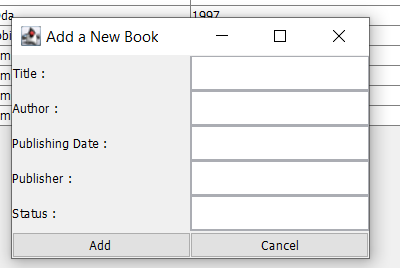 1997
Add a New Book
Title :
Author :
Publishing Date :
Publisher :
Status :
Add Cancel